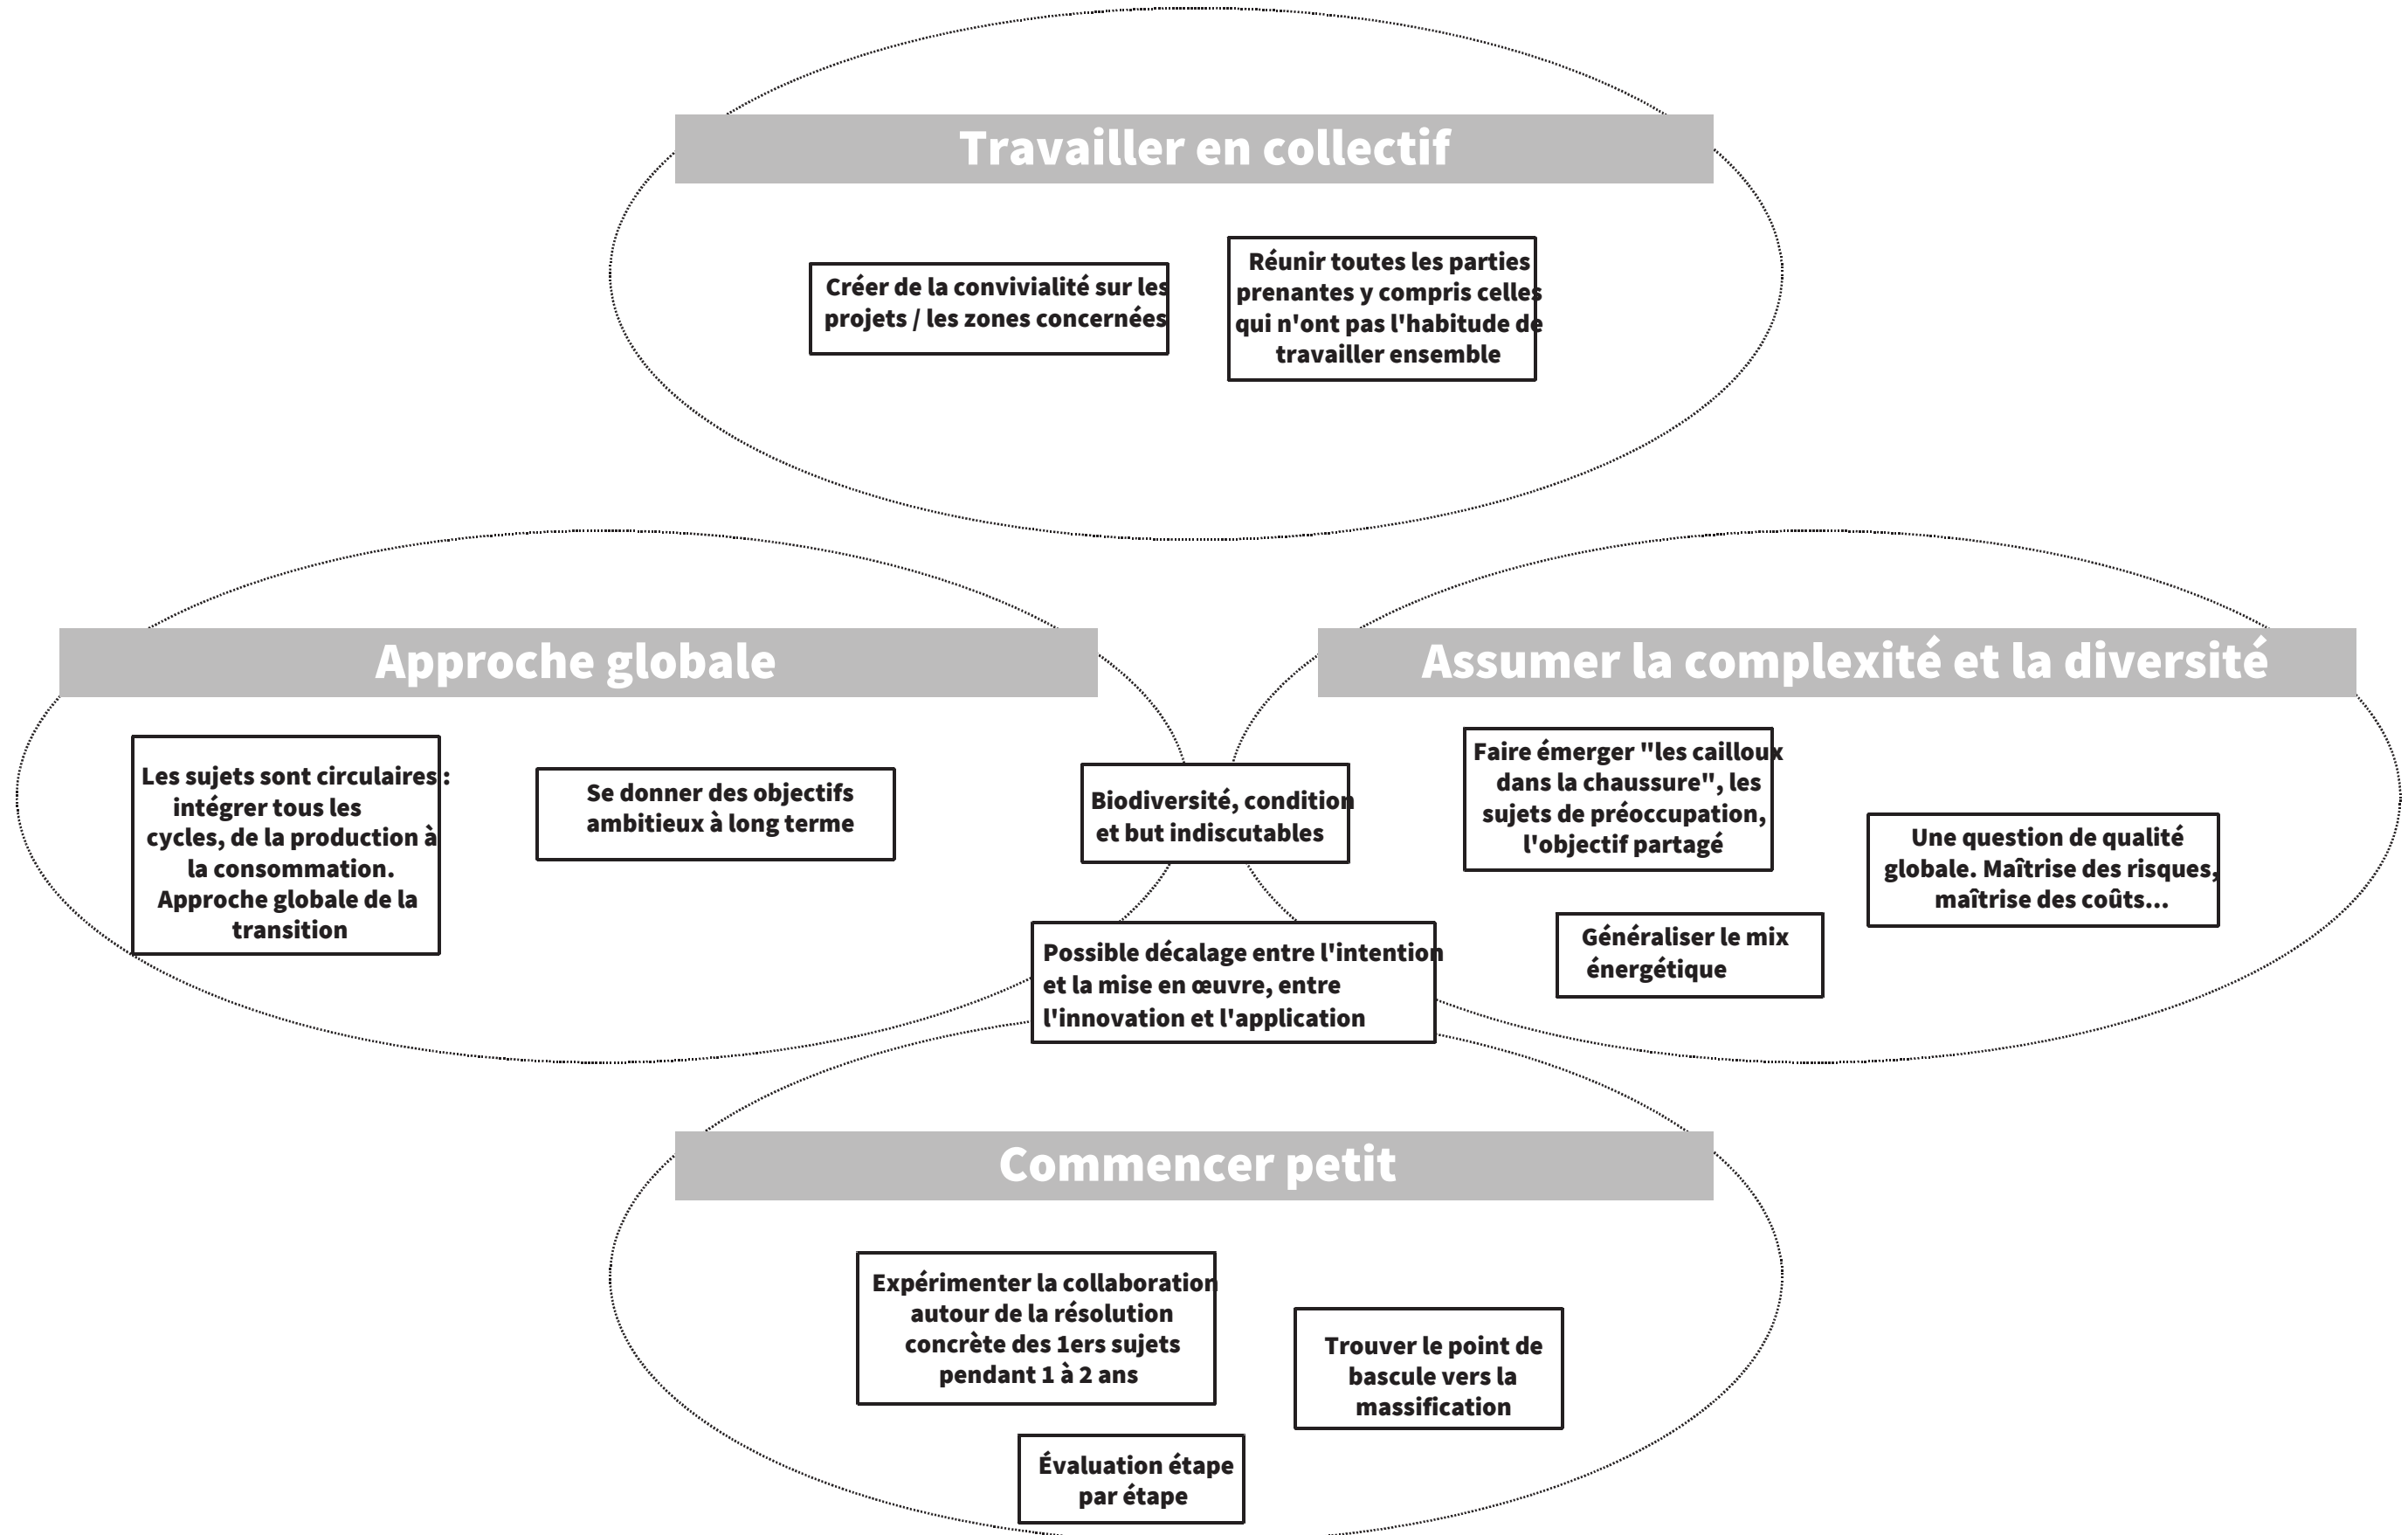 Travailler en collectif
Créer de la convivialité sur les
projets / les zones concernées
Réunir toutes les parties
prenantes y compris celles
qui n'ont pas l'habitude de
travailler ensemble
Approche globale
Les sujets sont circulaires :
intégrer tous les
cycles, de la production à
la consommation.
Approche globale de la
transition
Se donner des objectifs
ambitieux à long terme
Biodiversité, condition
et but indiscutables
Possible décalage entre l'intention
et la mise en œuvre, entre
l'innovation et l'application
Assumer la complexité et la diversité
Faire émerger "les cailloux
dans la chaussure", les
sujets de préoccupation,
l'objectif partagé
Une question de qualité
globale. Maîtrise des risques,
maîtrise des coûts...
Généraliser le mix
énergétique
Commencer petit
Expérimenter la collaboration
autour de la résolution
concrète des 1ers sujets
pendant 1 à 2 ans
Trouver le point de
bascule vers la
massification
Évaluation étape
par étape